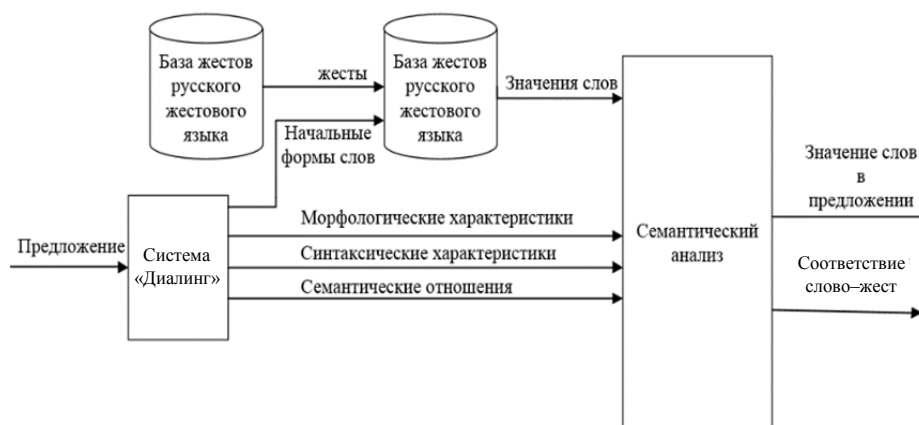 База жестов
русского
жестового
языка
жесты
База жестов
русского
жестового
языка
Значения слов
Начальные
формы слов
Предложение
Система
«Диалинг»
Морфологические характеристики
Синтаксические характеристики
Семантические отношения
Семантический
анализ
Значение слов
в
предложении
Соответствие
слово–жест